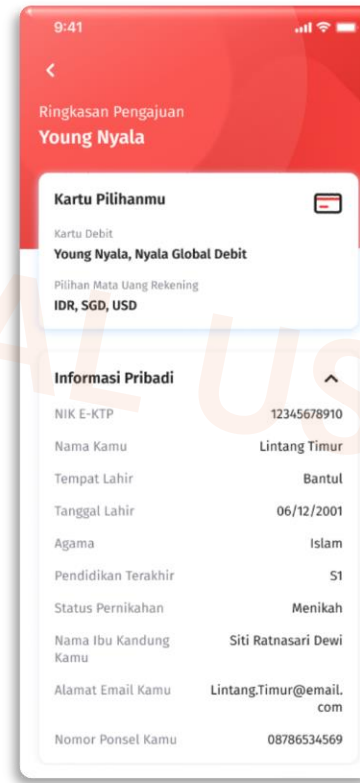 9:41
Ringkasan Pengajuan
Young Nyala
Kartu Pilihanmu
Kartu Debit
Young Nyala, Nyala Global Debit
Pilihan Mata Uang Rekening
IDR, SGD, USD
Informasi Pribadi
NIK E-KTP 12345678910
Nama Kamu Lintang Timur
Tempat Lahir Bantul
Tanggal Lahir 06/12/2001
Agama Islam
Pendidikan Terakhir S1
Status Pernikahan Menikah
Nama Ibu Kandung Siti Ratnasari Dewi
Kamu
Alamat Email Kamu Lintang.Timur@email.
com
Nomor Ponsel Kamu 08786534569
AL US